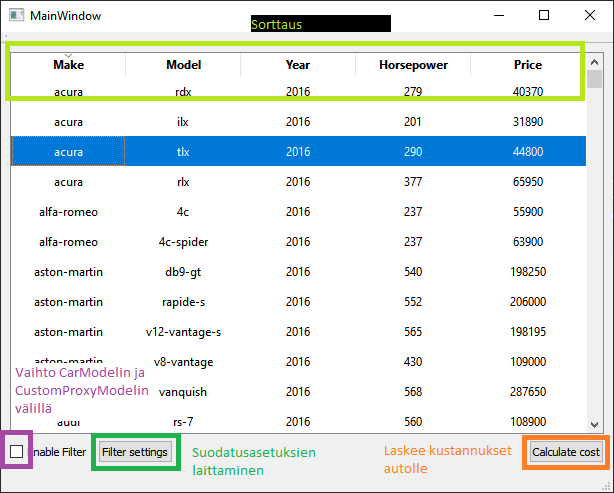 MainWindow
Sorttaus
Make Model Year Horsepower Price
acura rdx 2016 279 40370
acura ilx 2016 201 31890
acura tlx 2016 290 44800
acura rlx 2016 377 65950
alfa-romeo 4c 2016 237 55900
alfa-romeo 4c-spider 2016 237 63900
aston-martin db9-gt 2016 540 198250
aston-martin rapide-s 2016 552 206000
aston-martin v12-vantage-s 2016 565 198195
aston-martin v8-vantage 2016 430 109000
vanquish 2016 568 287650
audi rs-7 2016 560 108900
Vaihto CarModelin ja
CustomProxyModelin
välillä
nable Filter
Filter settings
Suodatusasetuksien
laittaminen
Laskee kustannukset
autolle
Calculate cost